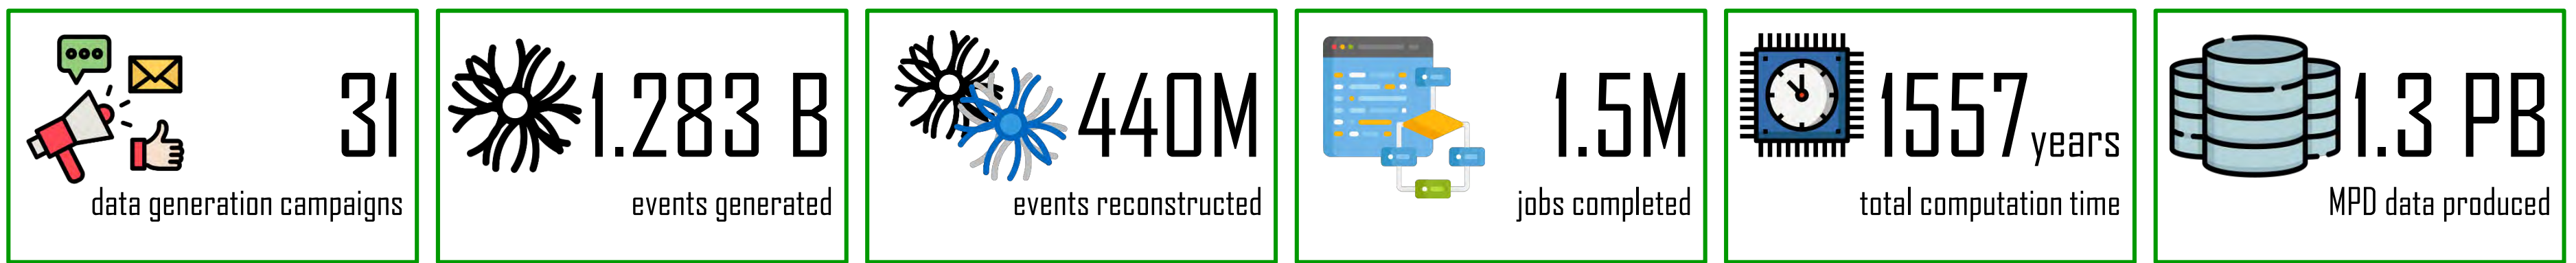 31
data generation campaigns
1.283 B
events generated
440M
events reconstructed
1.5M
jobs completed
1557 years
total computation time
1.3 PB
MPD data produced